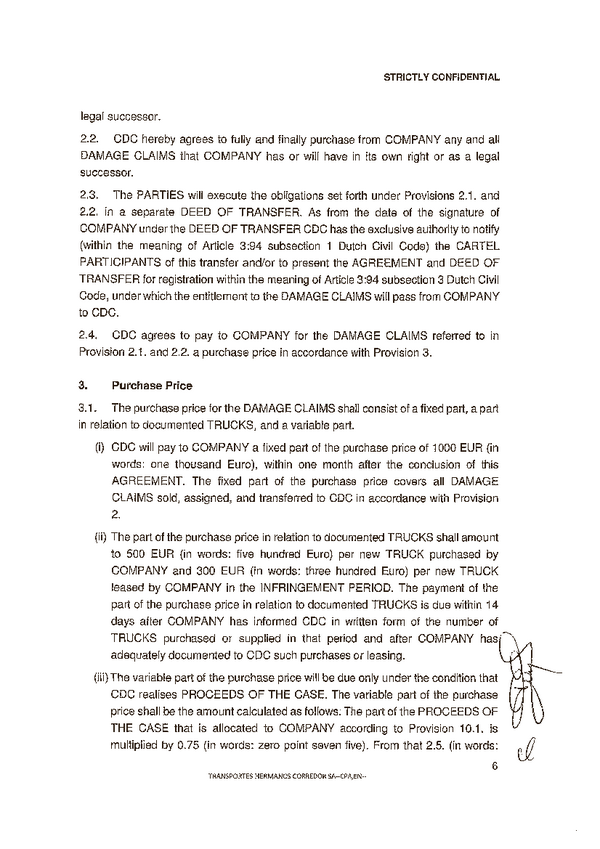 STRICTLY CONFIDENTIAL
legal successor.
2.2. CDC hereby agrees to fully and finally purchase from COMPANY any and all
DAMAGE CLAIMS that COMPANY has or will have in its own right or as a legal
successor.
2.3. The PARTIES will execute the obligations set forth under Provisions 2.1. and
2.2. in a separate DEED OF TRANSFER. As from the date of the signature of
COMPANY under the DEED OF TRANSFER CDC has the exclusive authority to notify
(within the meaning of Article 3:94 subsection 1 Dutch Civil Code) the CARTEL
PARTICIPANTS of this transfer and/or to present the AGREEMENT and DEED OF
TRANSFER for registration within the meaning of Article 3:94 subsection 3 Dutch Civil
Code, under which the entitlement to the DAMAGE CLAIMS will pass from COMPANY
to CDC.
2.4. CDC agrees to pay to COMPANY for the DAMAGE CLAIMS referred to in
Provision 2.1. and 2.2. a purchase price in accordance with Provision 3.
3. Purchase Price
3.1. The purchase price for the DAMAGE CLAIMS shall consist of a fixed part, a part
in relation to documented TRUCKS, and a variable part.
(i) CDC will pay to COMPANY a fixed part of the purchase price of 1000 EUR (in
words: one thousand Euro), within one month after the conclusion of this
AGREEMENT. The fixed part of the purchase price covers all DAMAGE
CLAIMS sold, assigned, and transferred to CDC in accordance with Provision
2.
(ii) The part of the purchase price in relation to documented TRUCKS shall amount
to 500 EUR (in words: five hundred Euro) per new TRUCK purchased by
COMPANY and 300 EUR (in words: three hundred Euro) per new TRUCK
leased by COMPANY in the INFRINGEMENT PERIOD. The payment of the
part of the purchase price in relation to documented TRUCKS is due within 14
days after COMPANY has informed CDC in written form of the number of
TRUCKS purchased or supplied in that period and after COMPANY has
adequately documented to CDC such purchases or leasing.
(iii) The variable part of the purchase price will be due only under the condition that
CDC realises PROCEEDS OF THE CASE. The variable part of the purchase
price shall be the amount calculated as follows: The part of the PROCEEDS OF
THE CASE that is allocated to COMPANY according to Provision 10.1. is
multiplied by 0.75 (in words: zero point seven five). From that 2.5. (in words:
6
TRANSPORTES HERMANOS CORREDOR SA--CPA,EN--